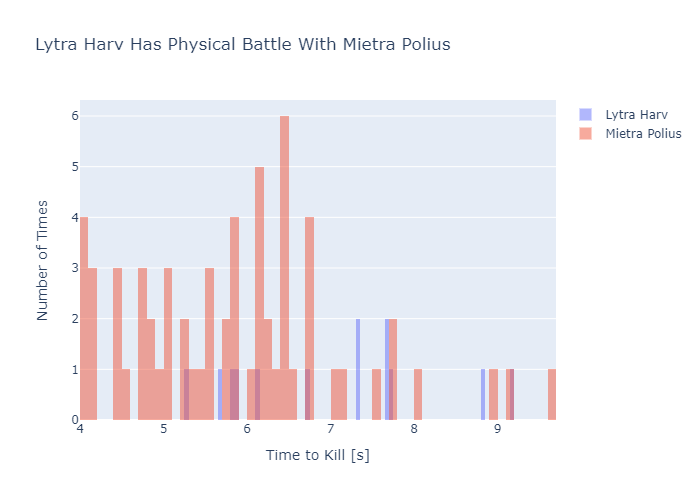 Lytra Harv Has Physical Battle With Mietra Polius
Lytra Harv
Mietra Polius
Number of Times
6
5
4
3
2
1
0
4 5 6 7 8 9
Time to Kill [s]